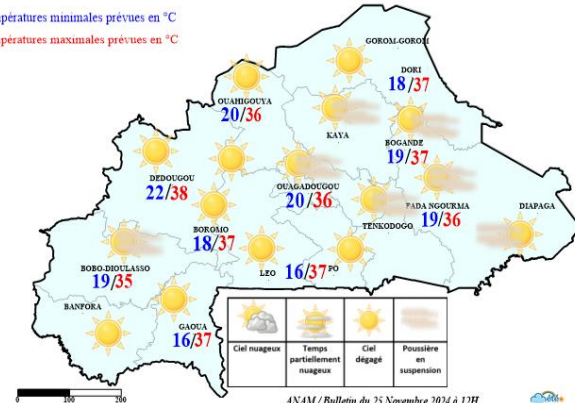 mpératures minimales prévues en °C
mpératures maximales prévues en °C
GOROM-GOROM
DORI
18/37
OUAHIGOUYA
20/36
KAYA
BOGANDE
19/37
DEDOUGOU
22/38
OUAGADOUGOU
20/36
FADA NGOURMA
19/36
DIAPAGA
TENKODOGO
BOROMO
18/37
BOBO-DIOULASSO
19/35
LEO
16/37
PO
BANFORA
GAOUA
16/37
Ciel nuageux
Temps partiellement nuageux
Ciel dégagé
Poussière en suspension
0
100
200
ANAM / Bulletin du 25 Novembre 2024 à 12H